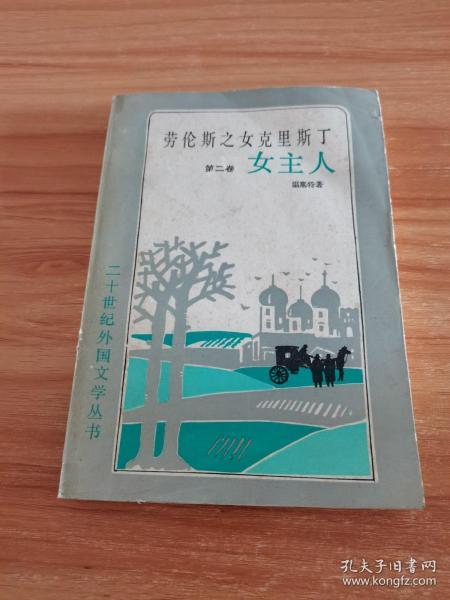 劳伦斯之女克里斯丁
第二卷 女主人
温塞特著
二十世纪外国文学丛书
孔夫子旧书网
www.kongfz.com